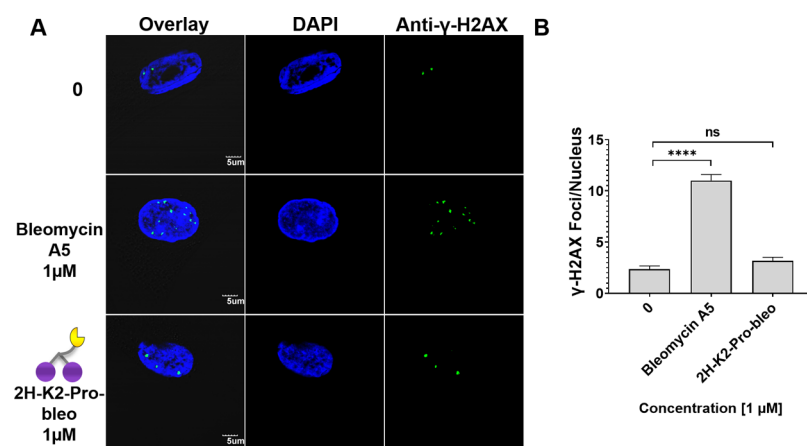 A
Overlay
DAPI
Anti-γ-H2AX
0
5um
Bleomycin
A5
1μM
5um
2H-K2-Pro-
bleo
1μM
5um
B
γ-H2AX Foci/Nucleus
15
10
5
0
ns
****
0
Bleomycin A5
2H-K2-Pro-bleo
Concentration [1 μM]